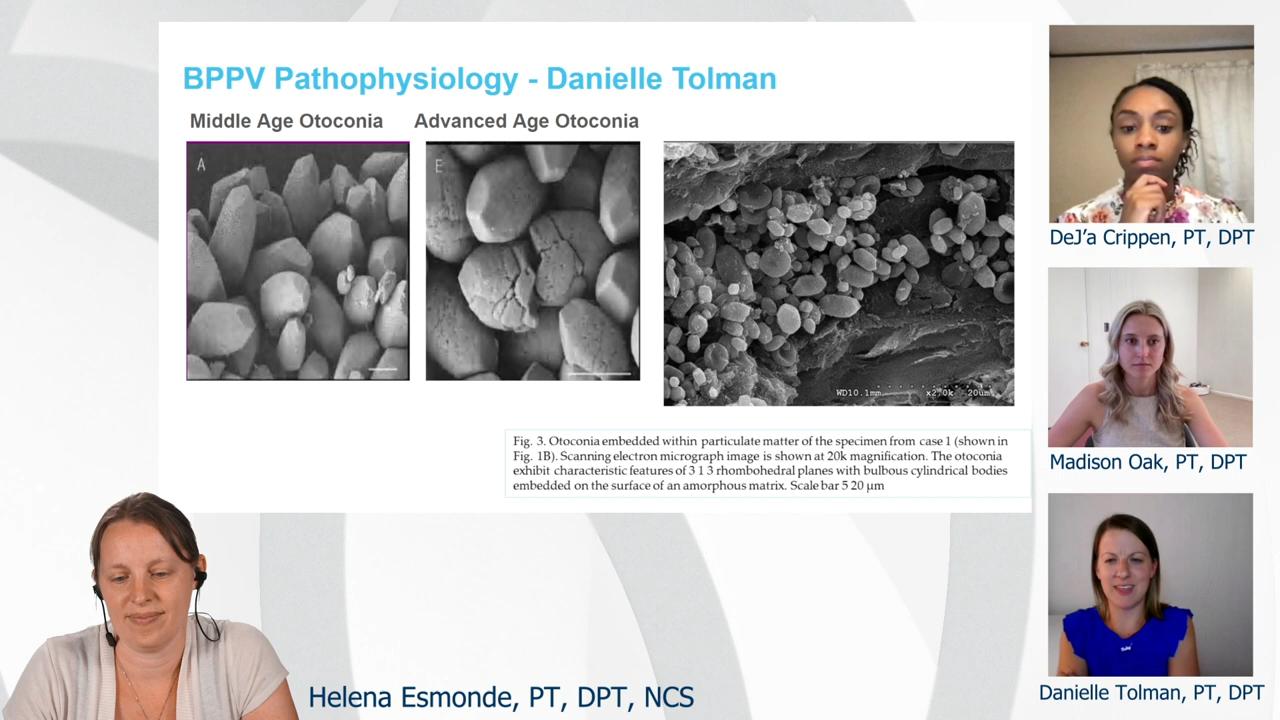 BPPV Pathophysiology - Danielle Tolman
Middle Age Otoconia
Advanced Age Otoconia
A
E
WD10.1mm
x2.0k
20um
Fig. 3. Otoconia embedded within particulate matter of the specimen from case 1 (shown in
Fig. 1B). Scanning electron micrograph image is shown at 20k magnification. The otoconia
exhibit characteristic features of 3 1 3 rhombohedral planes with bulbous cylindrical bodies
embedded on the surface of an amorphous matrix. Scale bar 5 20 μm
DeJ’a Crippen, PT, DPT
Madison Oak, PT, DPT
Danielle Tolman, PT, DPT
Helena Esmonde, PT, DPT, NCS